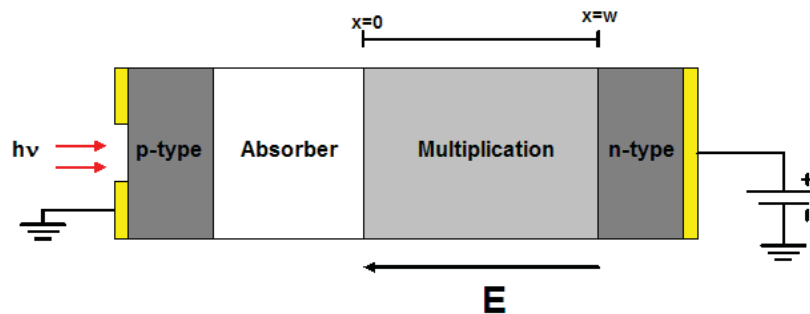 x=0
x=w
hν
p-type
Absorber
Multiplication
n-type
+
-
E